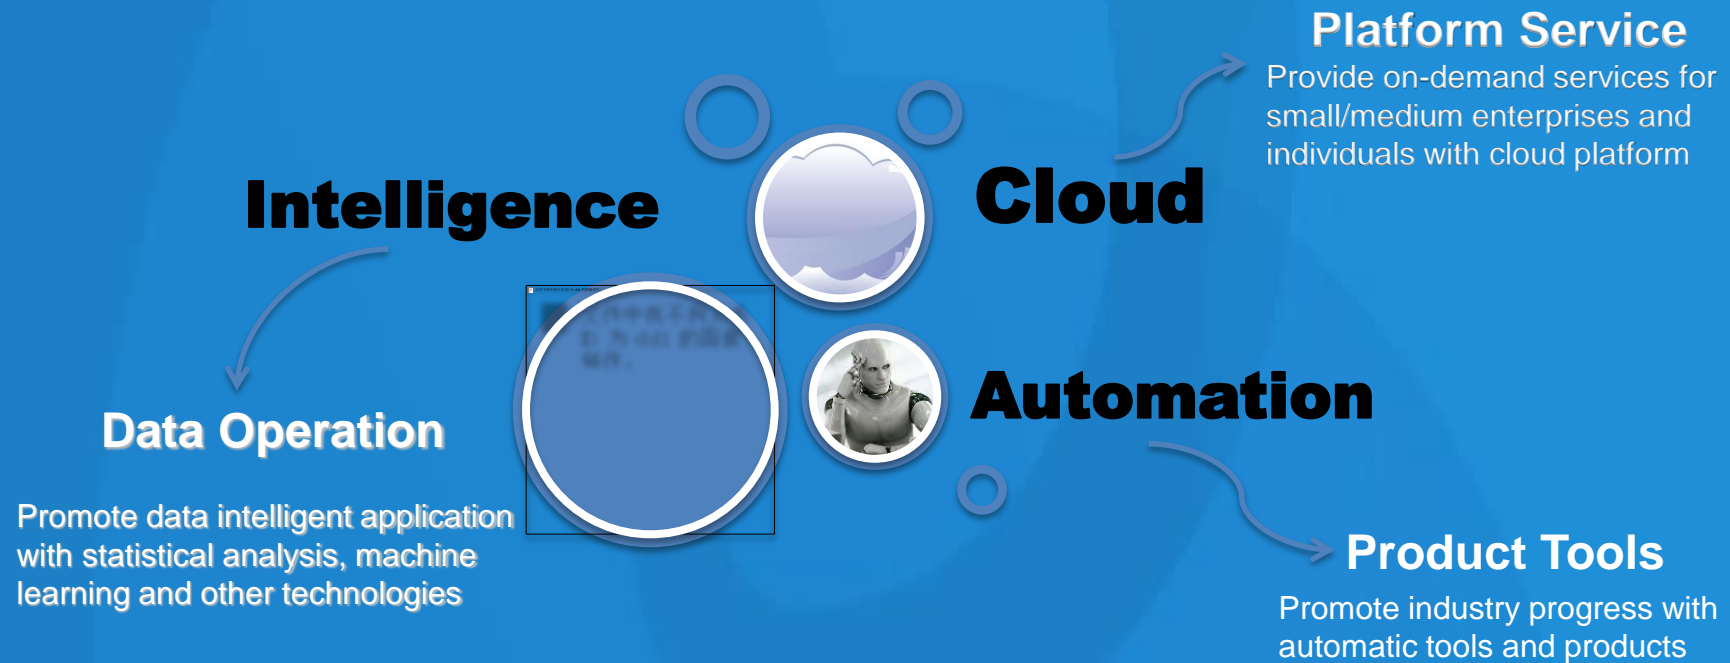 Platform Service
Provide on-demand services for
small/medium enterprises and
individuals with cloud platform
Intelligence
Cloud
Automation
Data Operation
Promote data intelligent application
with statistical analysis, machine
learning and other technologies
Product Tools
Promote industry progress with
automatic tools and products